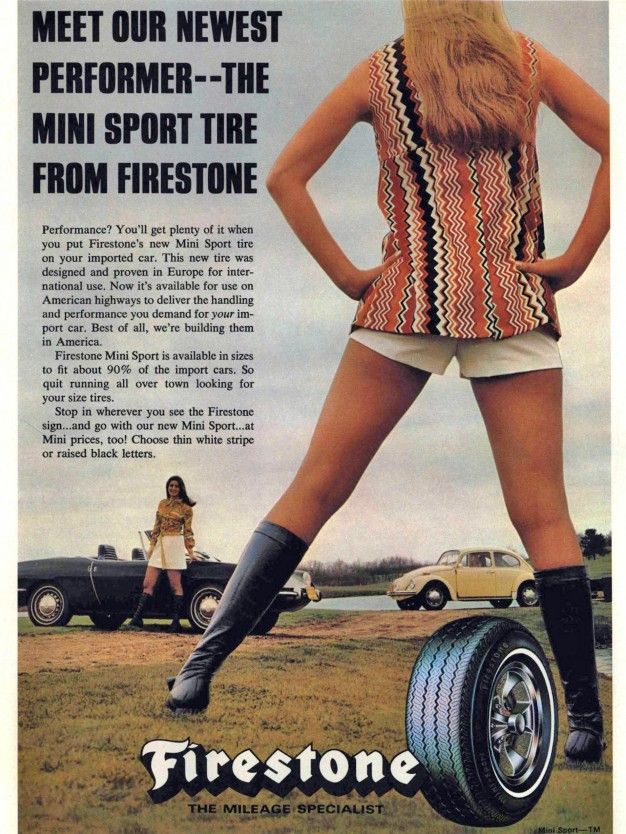 MEET OUR NEWEST
PERFORMER--THE
MINI SPORT TIRE
FROM FIRESTONE
Performance? You'll get plenty of it when
you put Firestone's new Mini Sport tire
on your imported car. This new tire was
designed and proven in Europe for inter-
national use. Now it's available for use on
American highways to deliver the handling
and performance you demand for your im-
port car. Best of all, we're building them
in America.
Firestone Mini Sport is available in sizes
to fit about 90% of the import cars. So
quit running all over town looking for
your size tires.
Stop in wherever you see the Firestone
sign...and go with our new Mini Sport...at
Mini prices, too! Choose thin white stripe
or raised black letters.
FIRESTONE
Firestone
THE MILEAGE SPECIALIST
Mini Sport—TM